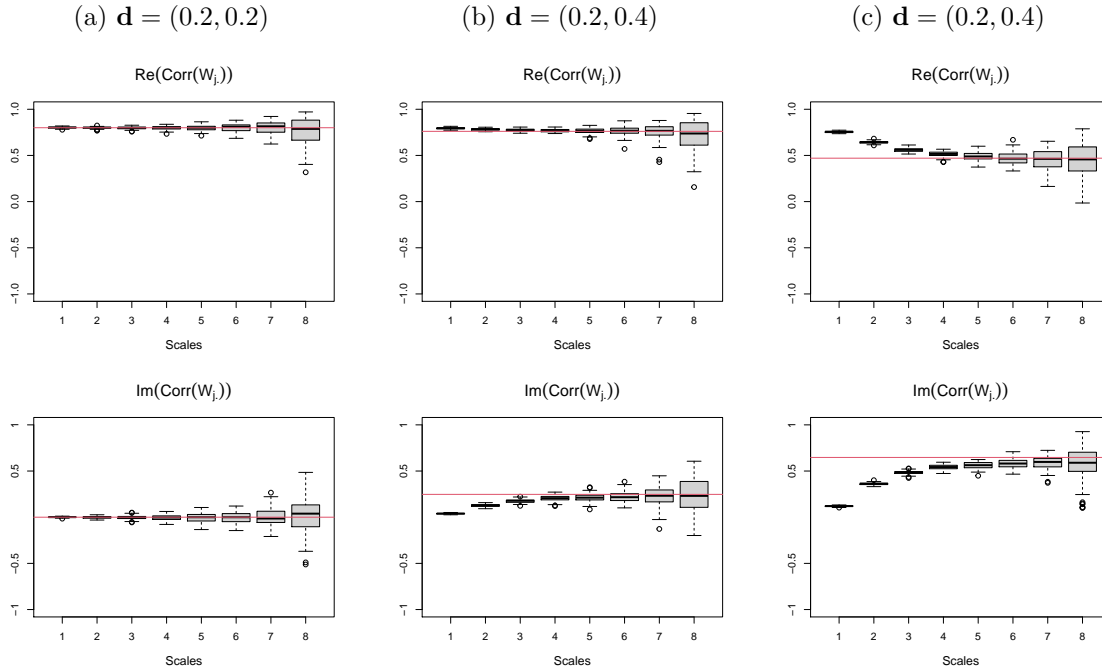 (a) d = (0.2, 0.2)
(b) d = (0.2, 0.4)
(c) d = (0.2, 0.4)
Re(Corr(W_j.))
Re(Corr(W_j.))
Re(Corr(W_j.))
1.0
0.5
0.0
−0.5
−1.0
1 2 3 4 5 6 7 8
Scales
1.0
0.5
0.0
−0.5
−1.0
1 2 3 4 5 6 7 8
Scales
1.0
0.5
0.0
−0.5
−1.0
1 2 3 4 5 6 7 8
Scales
Im(Corr(W_j.))
Im(Corr(W_j.))
Im(Corr(W_j.))
1
0.5
−0.5
−1
1 2 3 4 5 6 7 8
Scales
1
0.5
−0.5
−1
1 2 3 4 5 6 7 8
Scales
1
0.5
−0.5
−1
1 2 3 4 5 6 7 8
Scales